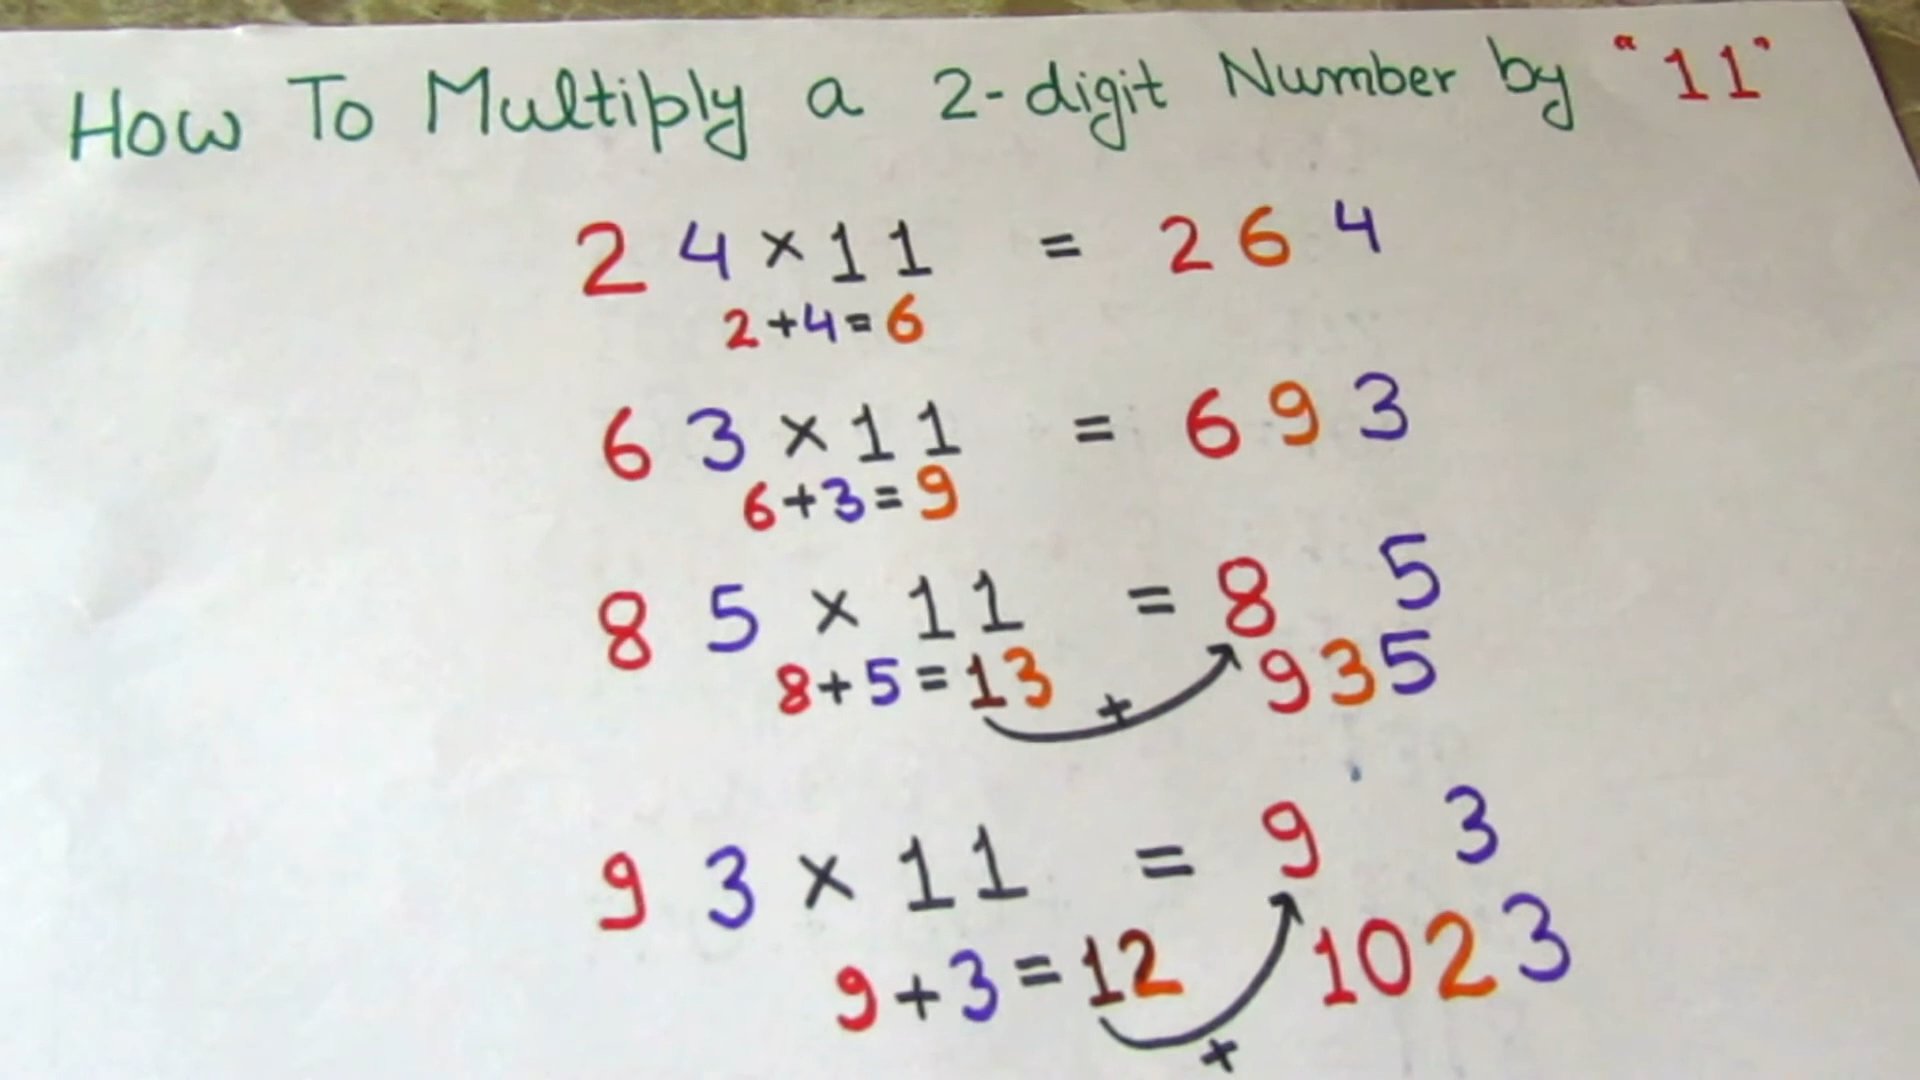 How To Multiply a 2-digit Number by "11"
24×11 = 264
2+4=6
63×11 = 693
6+3=9
85 × 11 = 8 5
8+5=13 + 935
93 × 11 = 9 3
9+3=12 + 1023